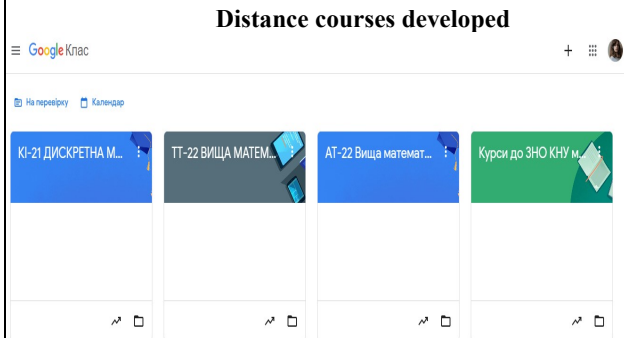 Distance courses developed
Google Клас
На перевірку Календар
КІ-21 ДИСКРЕТНА М...
ТТ-22 ВИЩА МАТЕМ...
АТ-22 Вища математ...
Курси до ЗНО КНУ м...